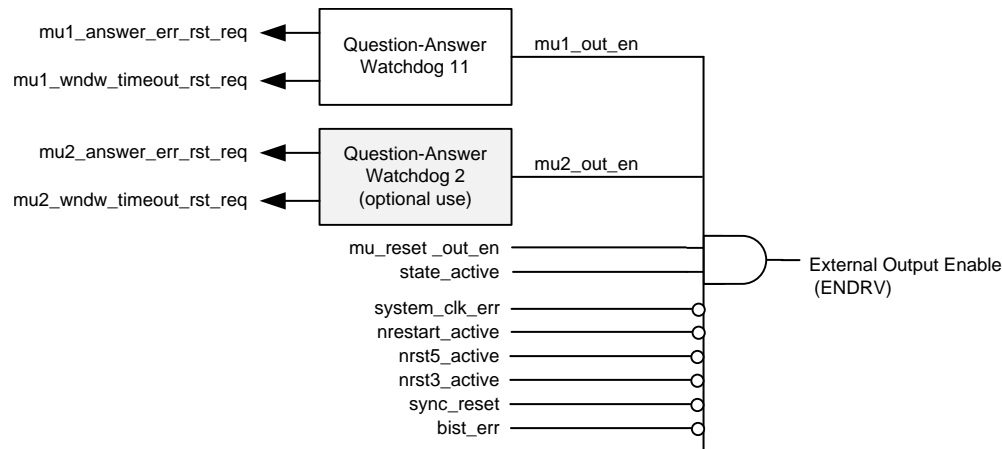 mu1_answer_err_rst_req
mu1_wndw_timeout_rst_req
Question-Answer
Watchdog 11
mu1_out_en
mu2_answer_err_rst_req
mu2_wndw_timeout_rst_req
Question-Answer
Watchdog 2
(optional use)
mu2_out_en
mu_reset _out_en
state_active
system_clk_err
nrestart_active
nrst5_active
nrst3_active
sync_reset
bist_err
External Output Enable
(ENDRV)